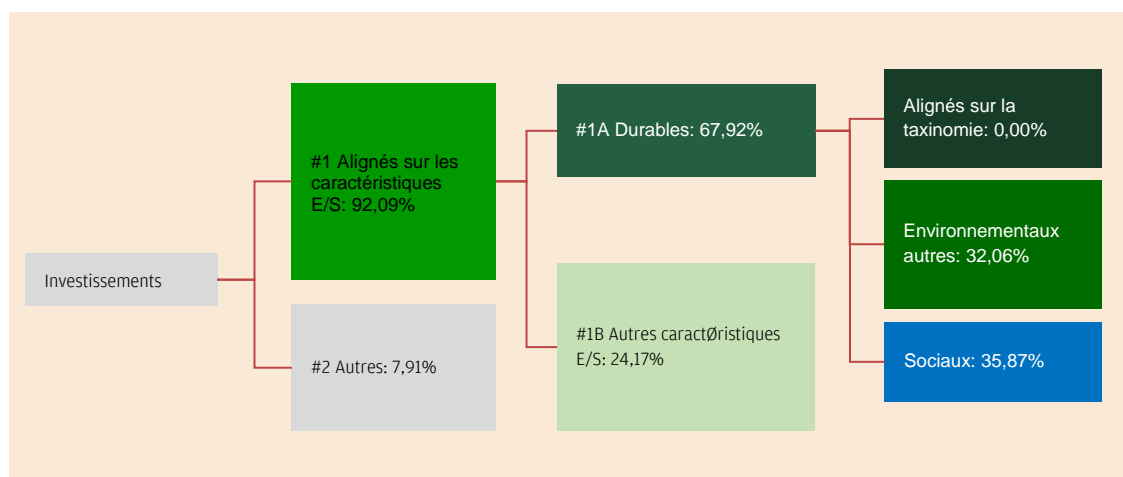 Investissements
#1 Alignés sur les
caractéristiques
E/S: 92,09%
#2 Autres: 7,91%
#1A Durables: 67,92%
#1B Autres caractØristiques
E/S: 24,17%
Alignés sur la
taxinomie: 0,00%
Environnementaux
autres: 32,06%
Sociaux: 35,87%